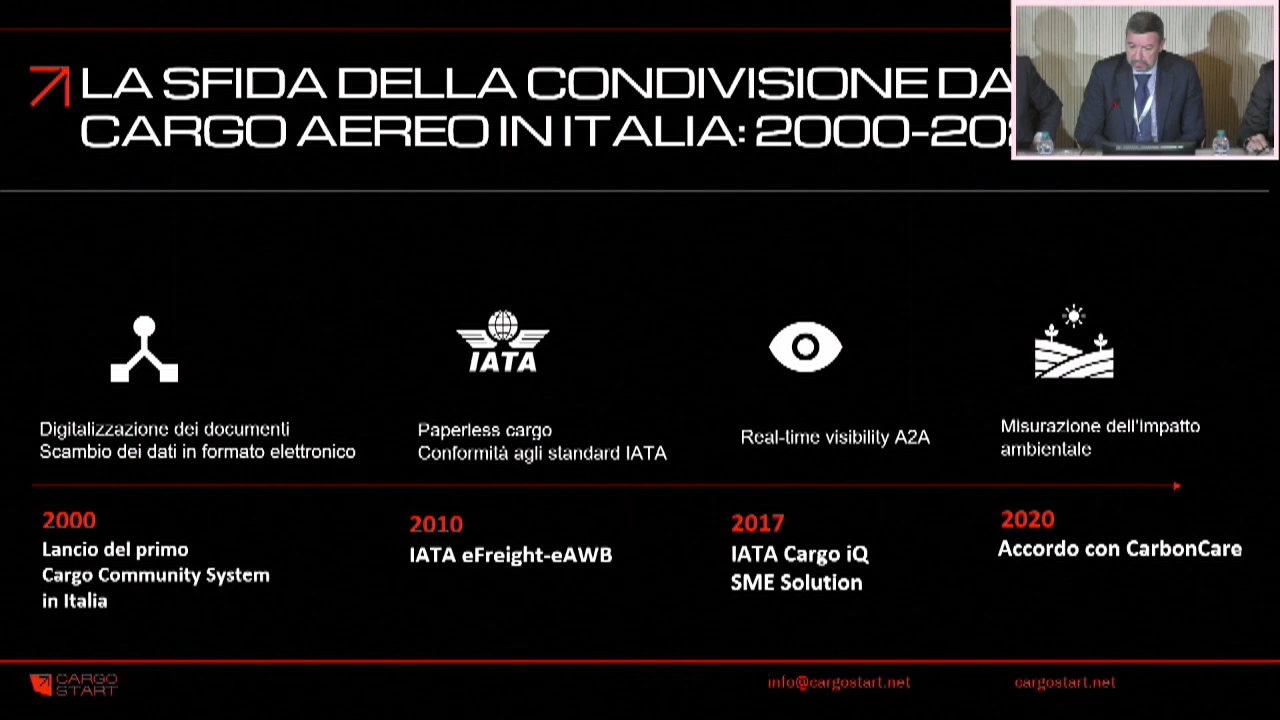 LA SFIDA DELLA CONDIVISIONE
CARGO AEREO IN ITALIA: 2000-
IATA
Digitalizzazione dei documenti
Scambio dei dati in formato elettronico
Paperless cargo
Conformità agli standard IATA
Real-time visibility A2A
Misurazione dell'impatto
ambientale
2000
Lancio del primo
Cargo Community System
in Italia
2010
IATA eFreight-eAWB
2017
IATA Cargo iQ
SME Solution
2020
Accordo con CarbonCare
CARGO
START
info@cargostart.net
cargostart.net